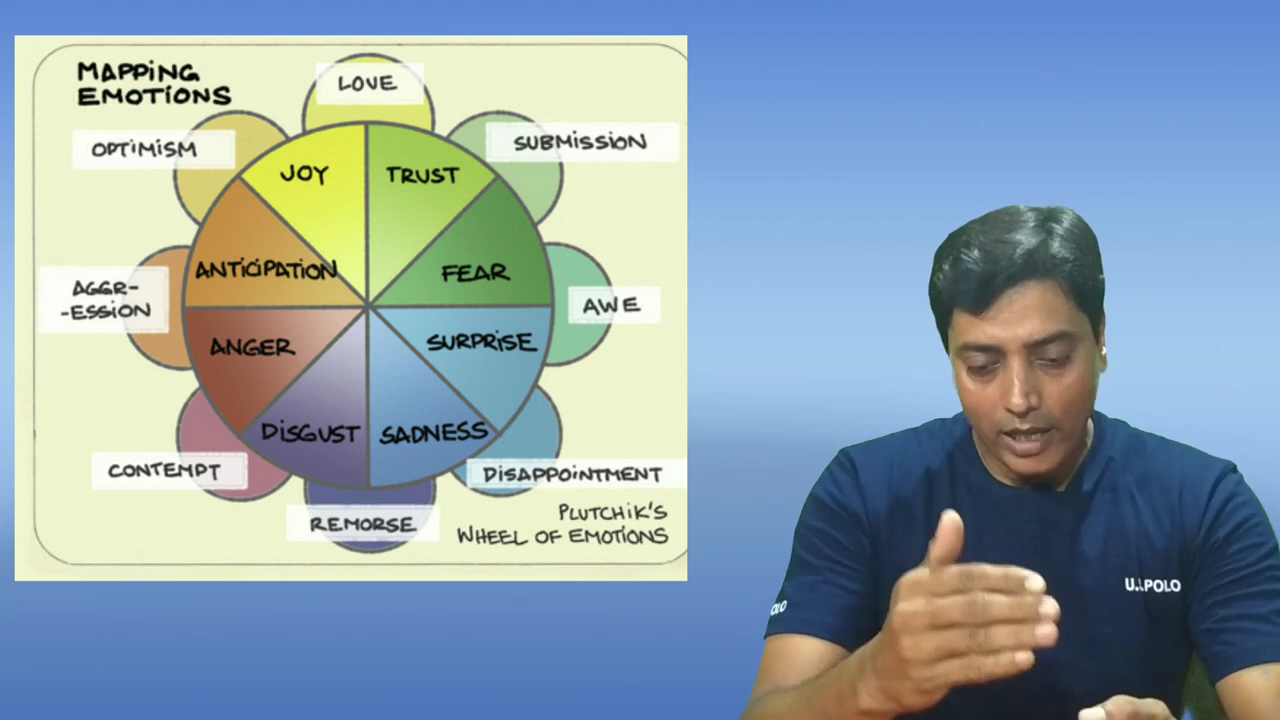 MAPPING
EMOTIONS
LOVE
OPTIMISM
SUBMISSION
JOY
TRUST
ANTICIPATION
FEAR
AGGR-
-ESSION
AWE
ANGER
SURPRISE
DISGUST
SADNESS
CONTEMPT
DISAPPOINTMENT
REMORSE
PLUTCHIK'S
WHEEL OF EMOTIONS
U.S. POLO
OLO